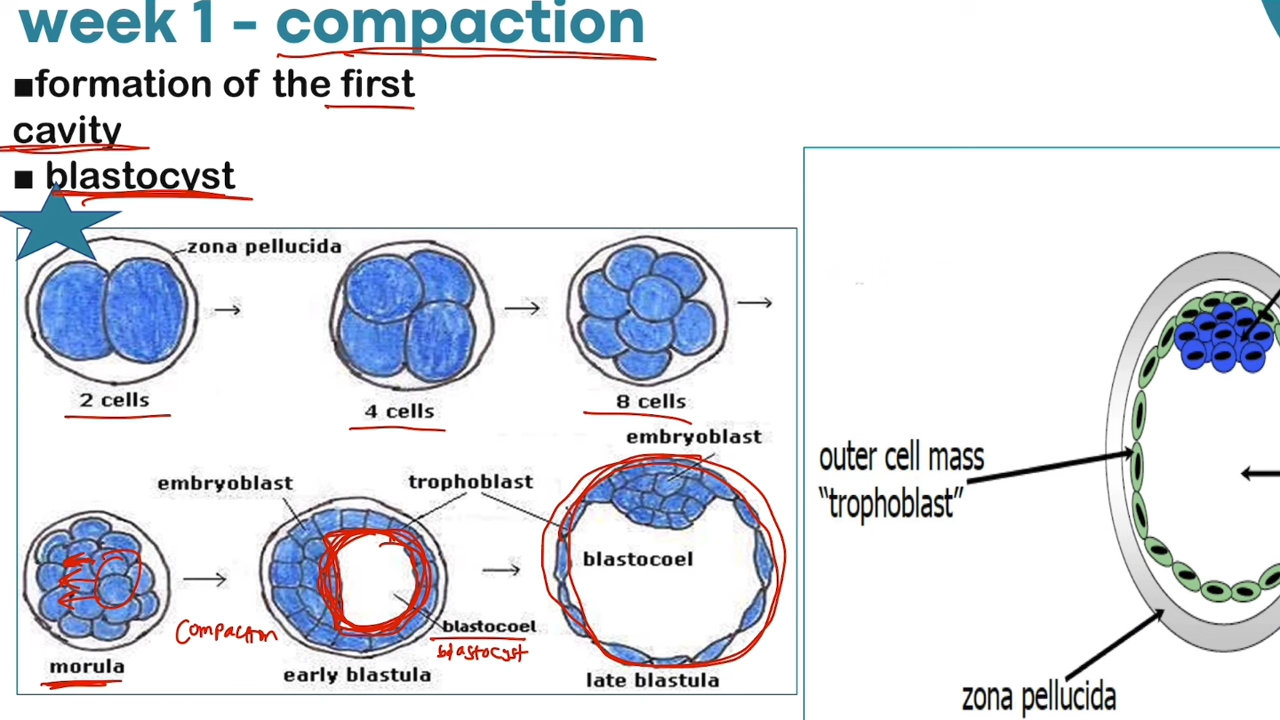 week 1 - compaction
■formation of the first
cavity
■ blastocyst
zona pellucida
2 cells
4 cells
8 cells
embryoblast
embryoblast
trophoblast
blastocoel
Compaction
blastocoel
blastocyst
morula
early blastula
late blastula
outer cell mass
"trophoblast"
zona pellucida